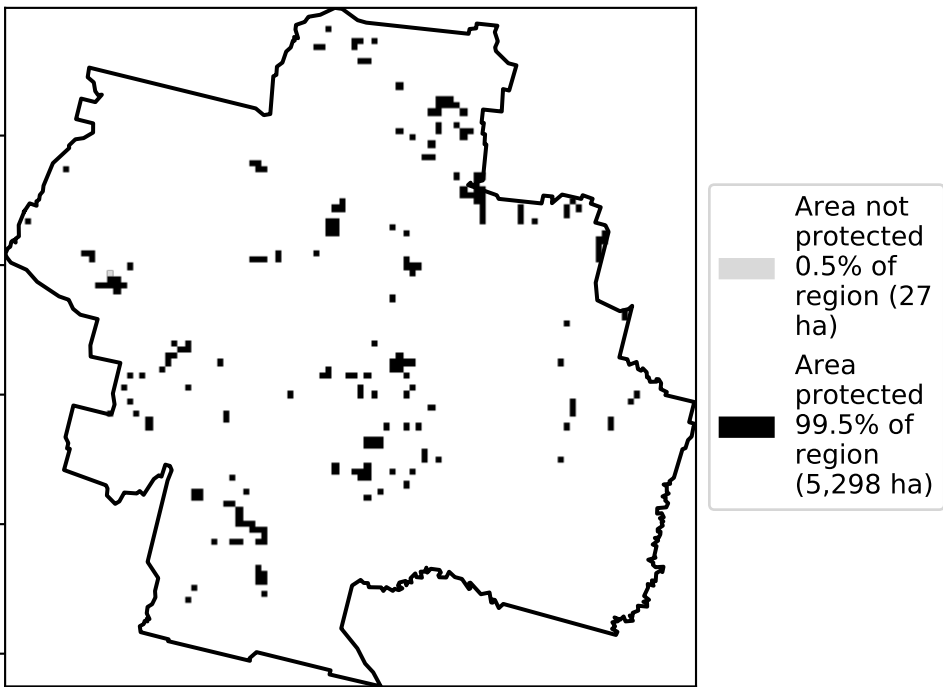 Area not
protected
0.5% of
region (27
ha)
Area
protected
99.5% of
region
(5,298 ha)